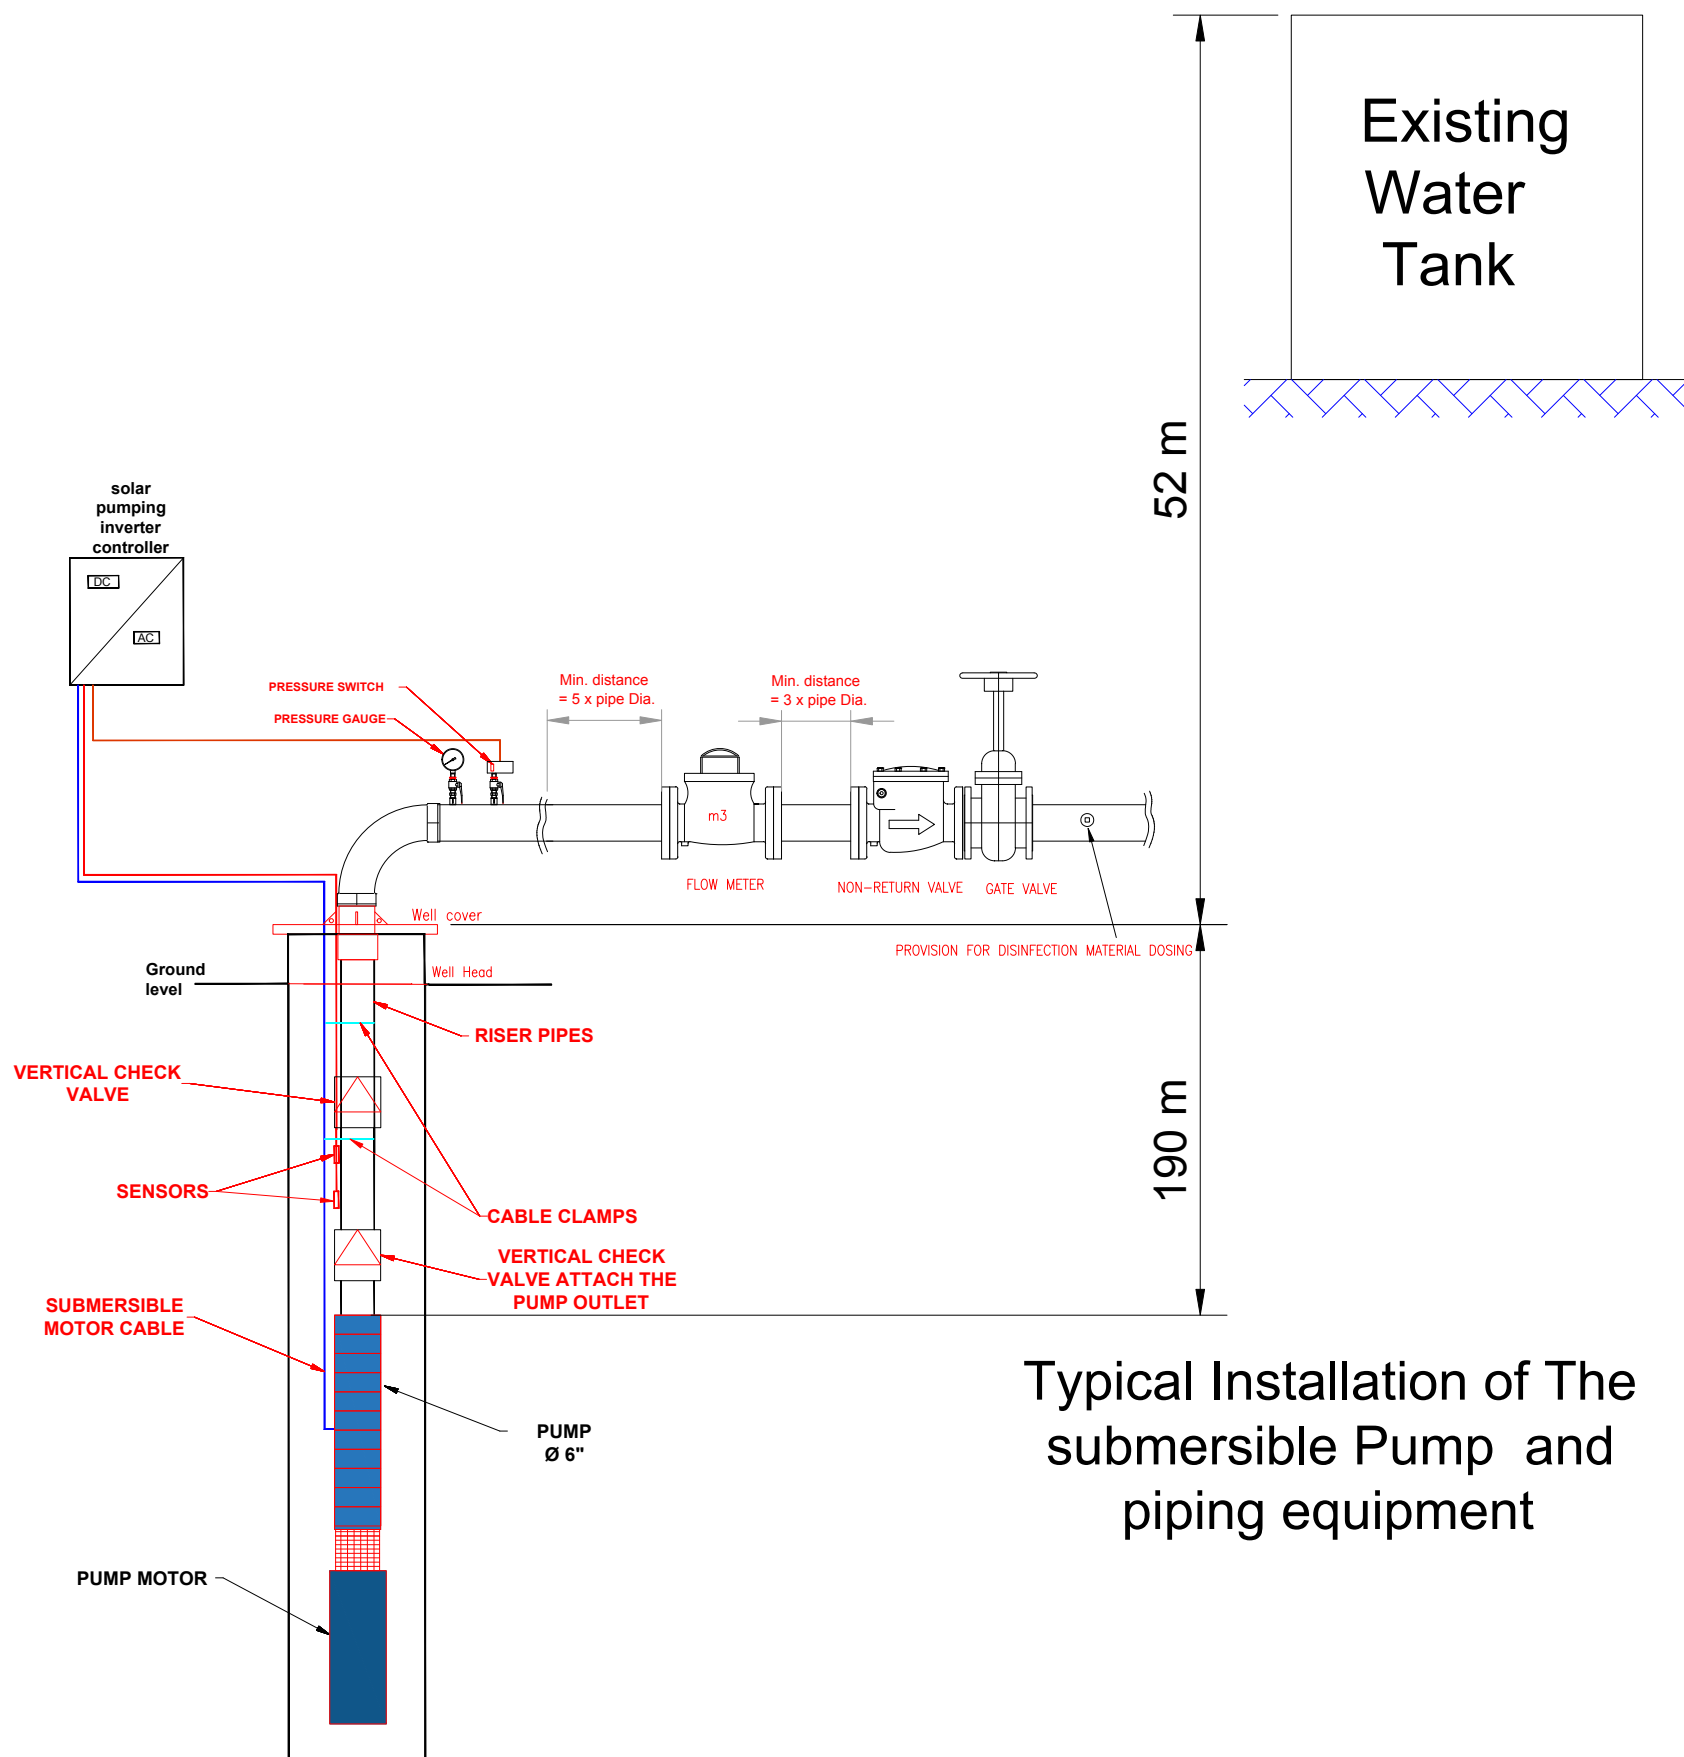 Existing
Water
Tank
52 m
solar
pumping
inverter
controller
DC
AC
PRESSURE SWITCH
PRESSURE GAUGE
Min. distance
= 5 x pipe Dia.
Min. distance
= 3 x pipe Dia.
m3
FLOW METER
NON-RETURN VALVE
GATE VALVE
Well cover
PROVISION FOR DISINFECTION MATERIAL DOSING
Ground
level
Well Head
RISER PIPES
VERTICAL CHECK
VALVE
190 m
SENSORS
CABLE CLAMPS
VERTICAL CHECK
VALVE ATTACH THE
PUMP OUTLET
SUBMERSIBLE
MOTOR CABLE
PUMP
Ø 6"
Typical Installation of The
submersible Pump and
piping equipment
PUMP MOTOR